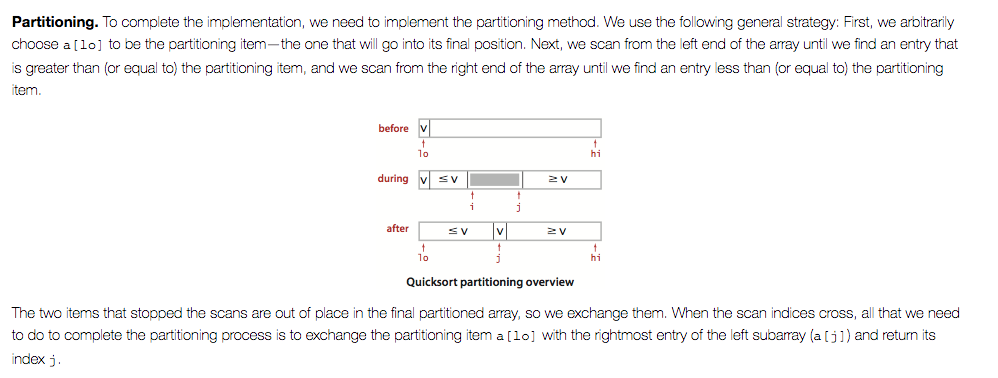 Partitioning. To complete the implementation, we need to implement the partitioning method. We use the following general strategy: First, we arbitrarily
choose a[lo] to be the partitioning item—the one that will go into its final position. Next, we scan from the left end of the array until we find an entry that
is greater than (or equal to) the partitioning item, and we scan from the right end of the array until we find an entry less than (or equal to) the partitioning
item.
before v
lo hi
during v ≤ v ≥ v
i j
after ≤ v v ≥ v
lo j hi
Quicksort partitioning overview
The two items that stopped the scans are out of place in the final partitioned array, so we exchange them. When the scan indices cross, all that we need
to do to complete the partitioning process is to exchange the partitioning item a[lo] with the rightmost entry of the left subarray (a[j]) and return its
index j.